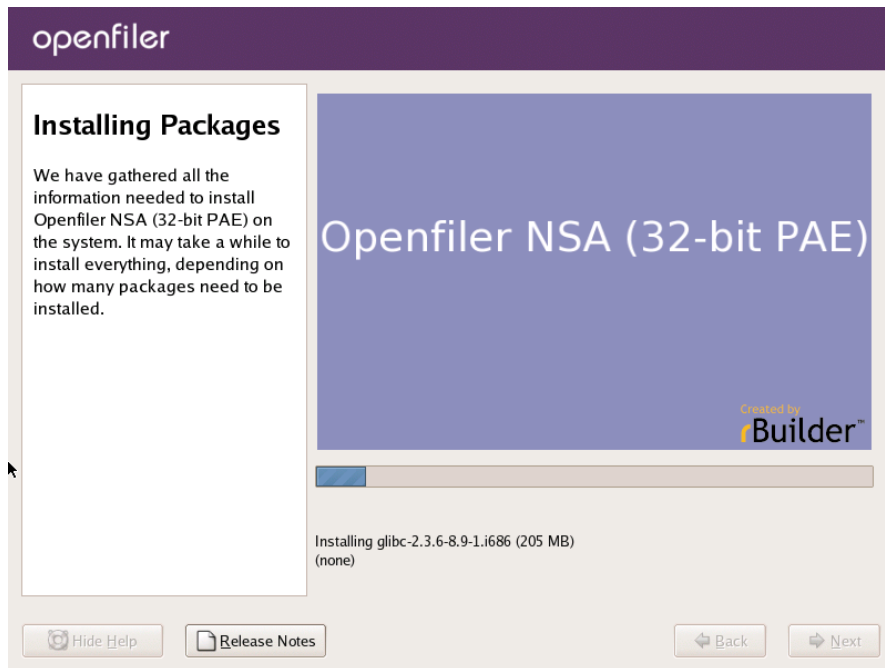 openfiler
Installing Packages
We have gathered all the
information needed to install
Openfiler NSA (32-bit PAE) on
the system. It may take a while to
install everything, depending on
how many packages need to be
installed.
Openfiler NSA (32-bit PAE)
Created by
rBuilder™
Installing glibc-2.3.6-8.9-1.i686 (205 MB)
(none)
Hide Help
Release Notes
Back
Next